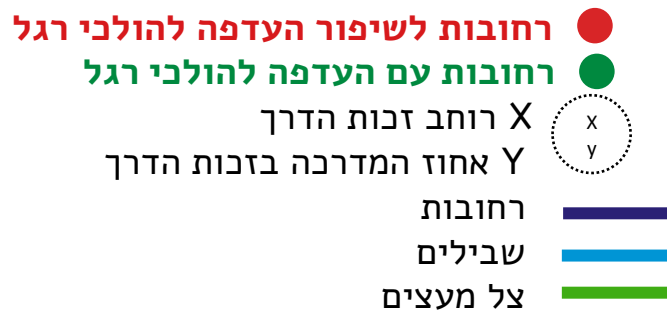 רחובות לשיפור העדפה להולכי רגל
רחובות עם העדפה להולכי רגל
X רוחב זכות הדרך
Y אחוז המדרכה בזכות הדרך
x
y
רחובות
שבילים
צל מעצים